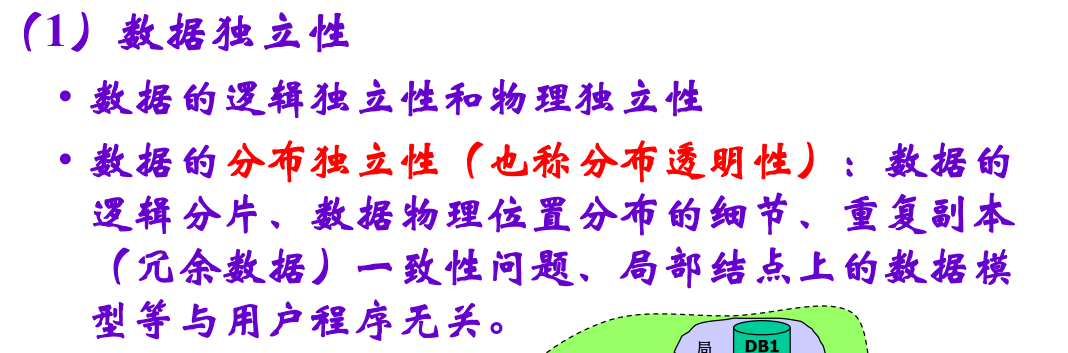 （1）数据独立性
• 数据的逻辑独立性和物理独立性
• 数据的分布独立性（也称分布透明性）：数据的
逻辑分片、数据物理位置分布的细节、重复副本
（冗余数据）一致性问题、局部结点上的数据模
型等与用户程序无关。
局
DB1